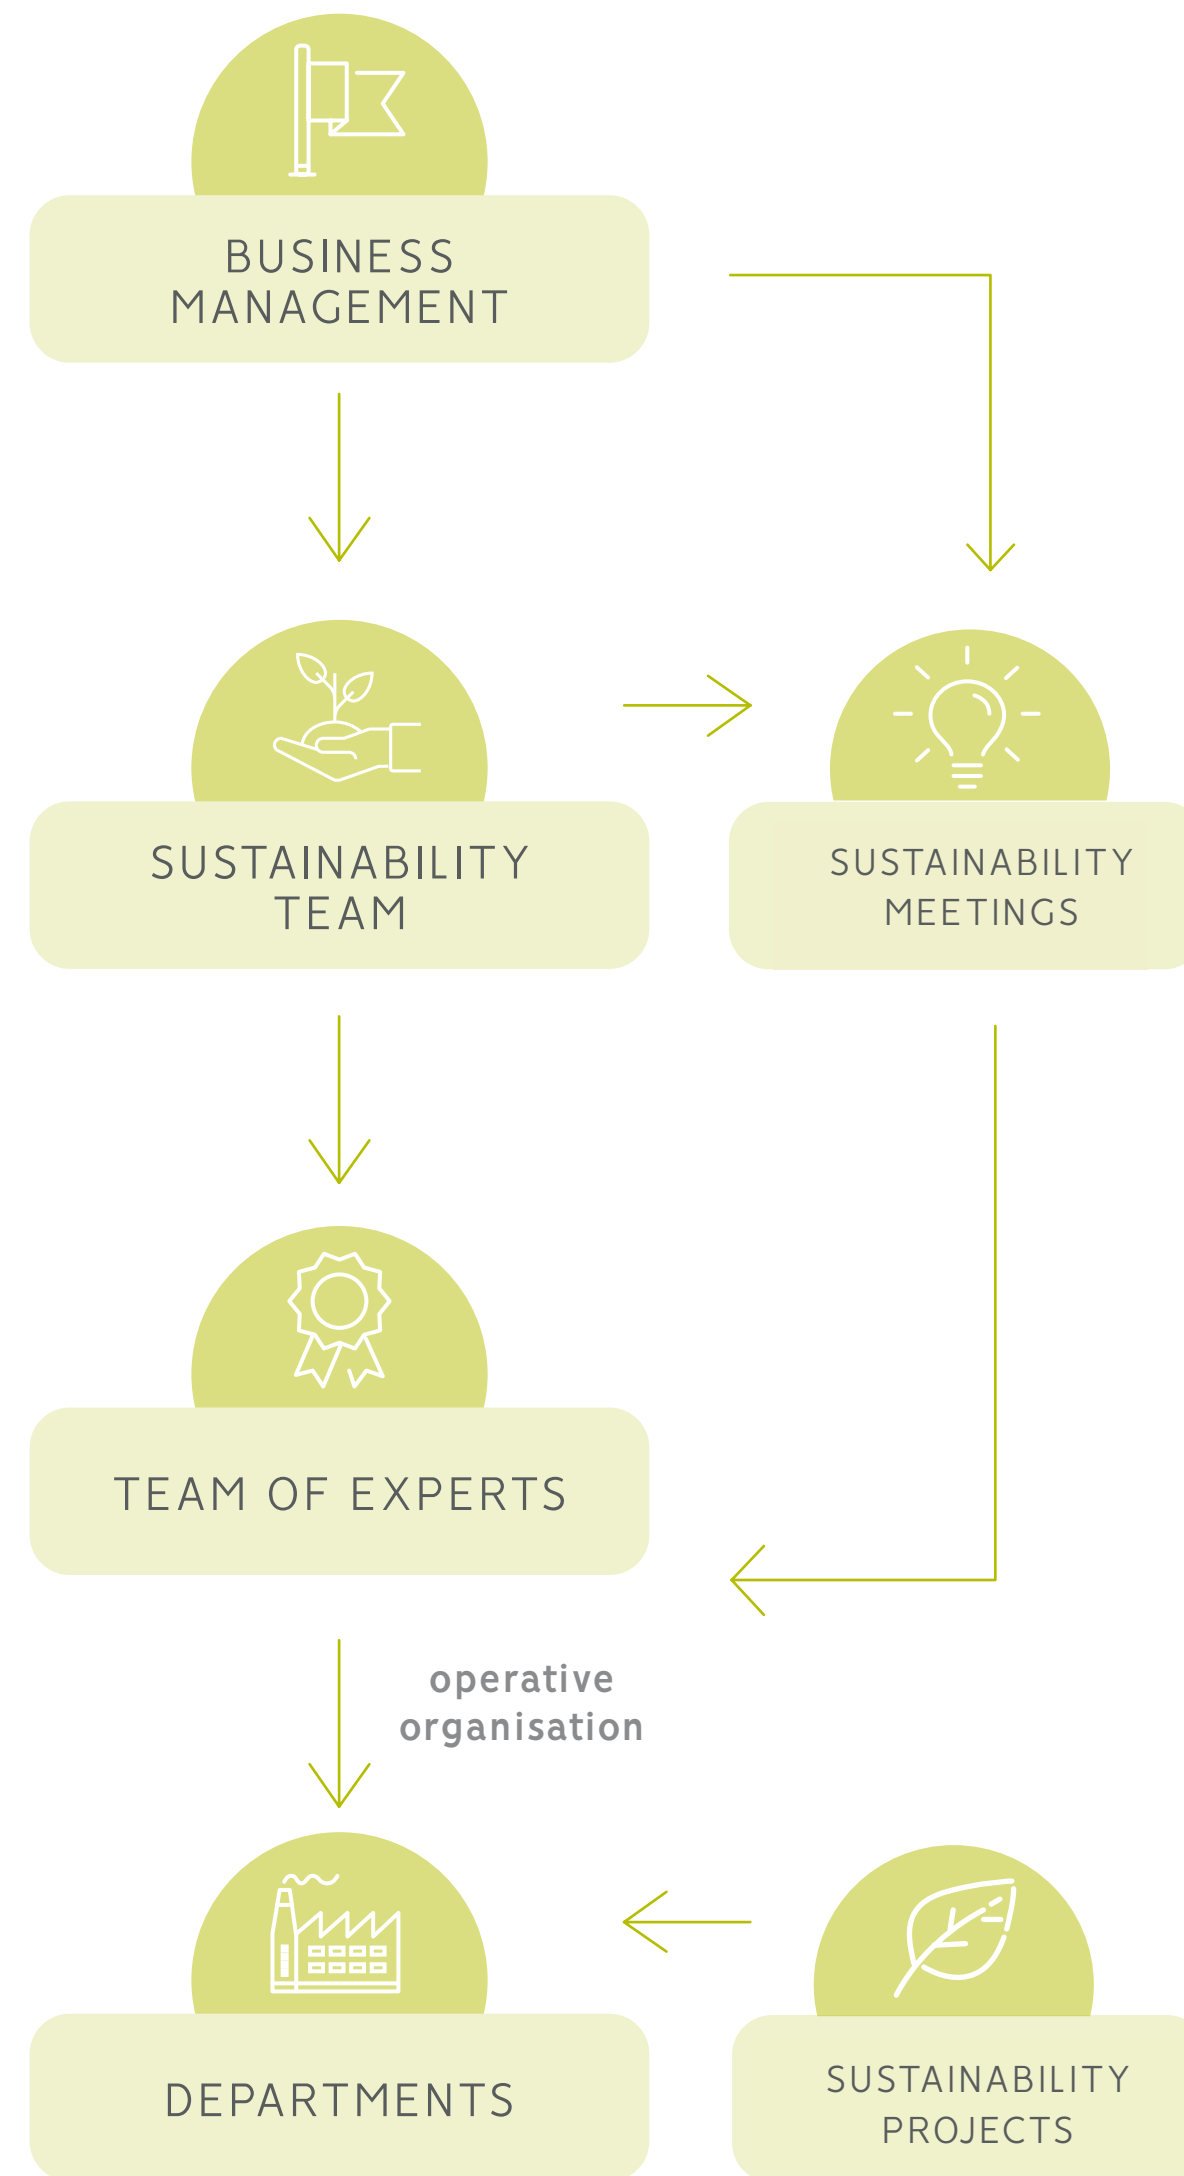 BUSINESS
MANAGEMENT
SUSTAINABILITY
TEAM
SUSTAINABILITY
MEETINGS
TEAM OF EXPERTS
operative
organisation
DEPARTMENTS
SUSTAINABILITY
PROJECTS